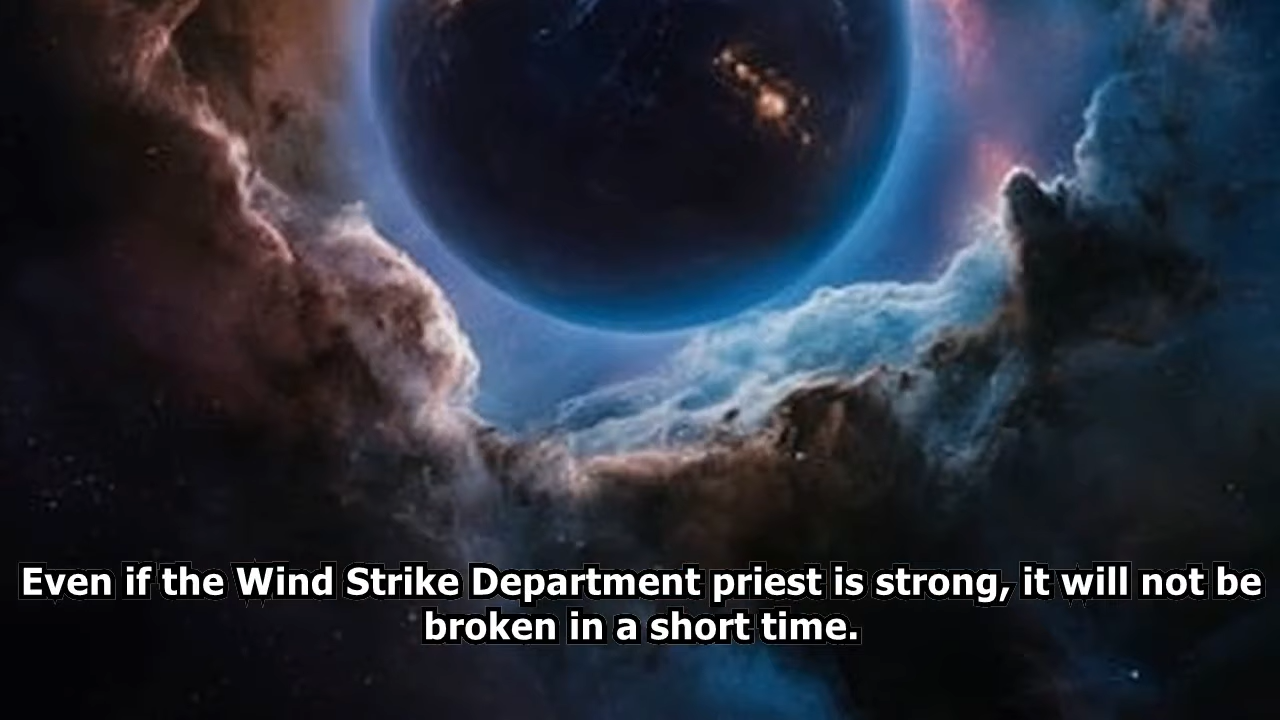 Even if the Wind Strike Department priest is strong, it will not be
broken in a short time.